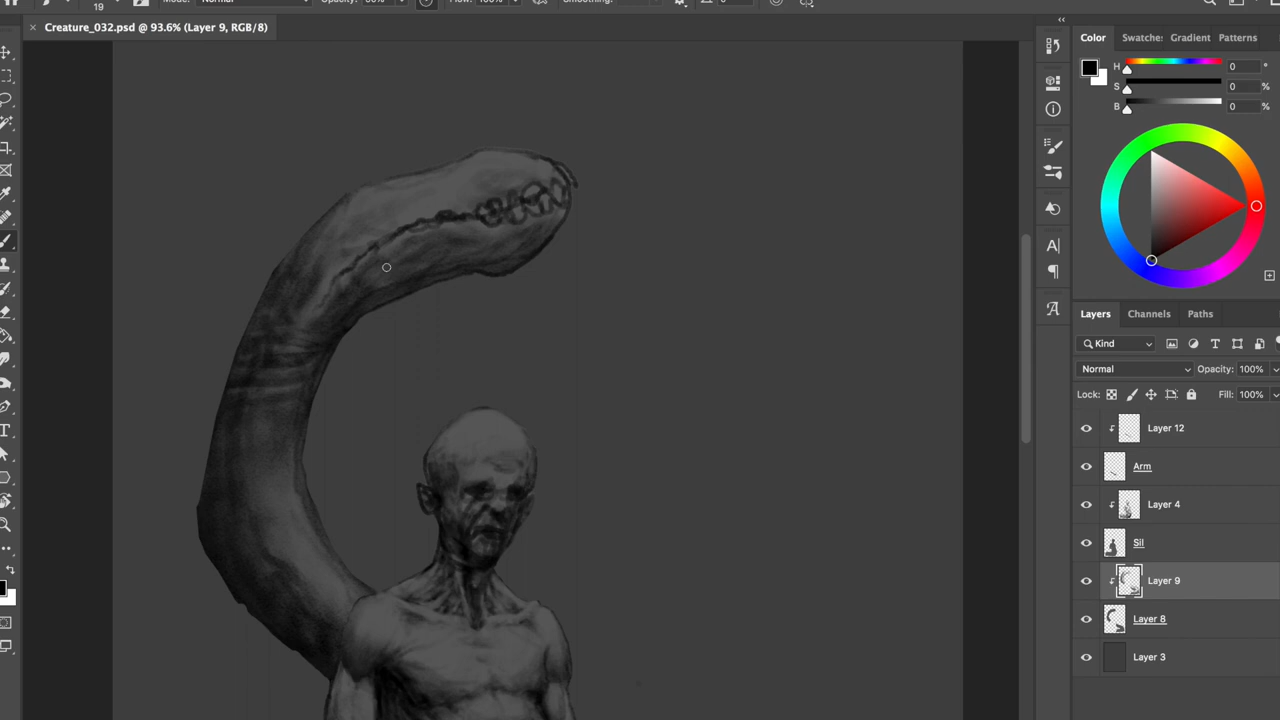 Mode: Normal Opacity: Flow: 100% Smoothing:
19
× Creature_032.psd @ 93.6% (Layer 9, RGB/8)
Color Swatche: Gradient Patterns
H 0 °
S 0 %
B 0 %
Layers Channels Paths
Kind
Normal Opacity: 100%
Lock: Fill: 100%
Layer 12
Arm
Layer 4
Sil
Layer 9
Layer 8
Layer 3